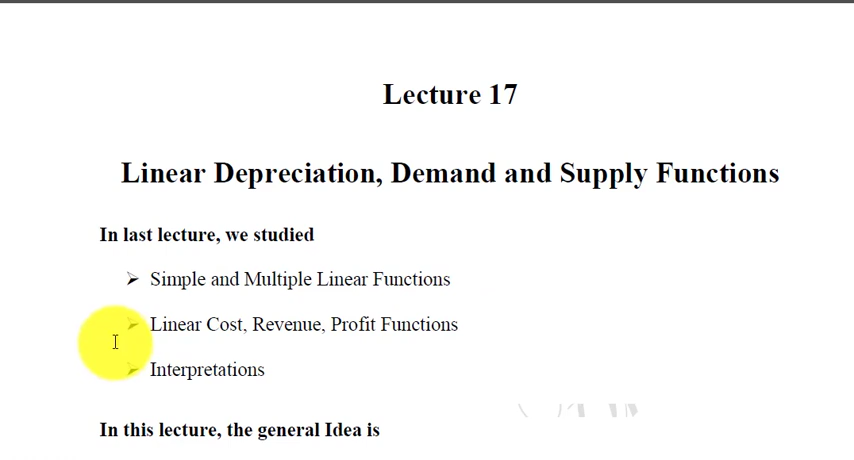 Lecture 17
Linear Depreciation, Demand and Supply Functions
In last lecture, we studied
➢ Simple and Multiple Linear Functions
➢ Linear Cost, Revenue, Profit Functions
➢ Interpretations
In this lecture, the general Idea is